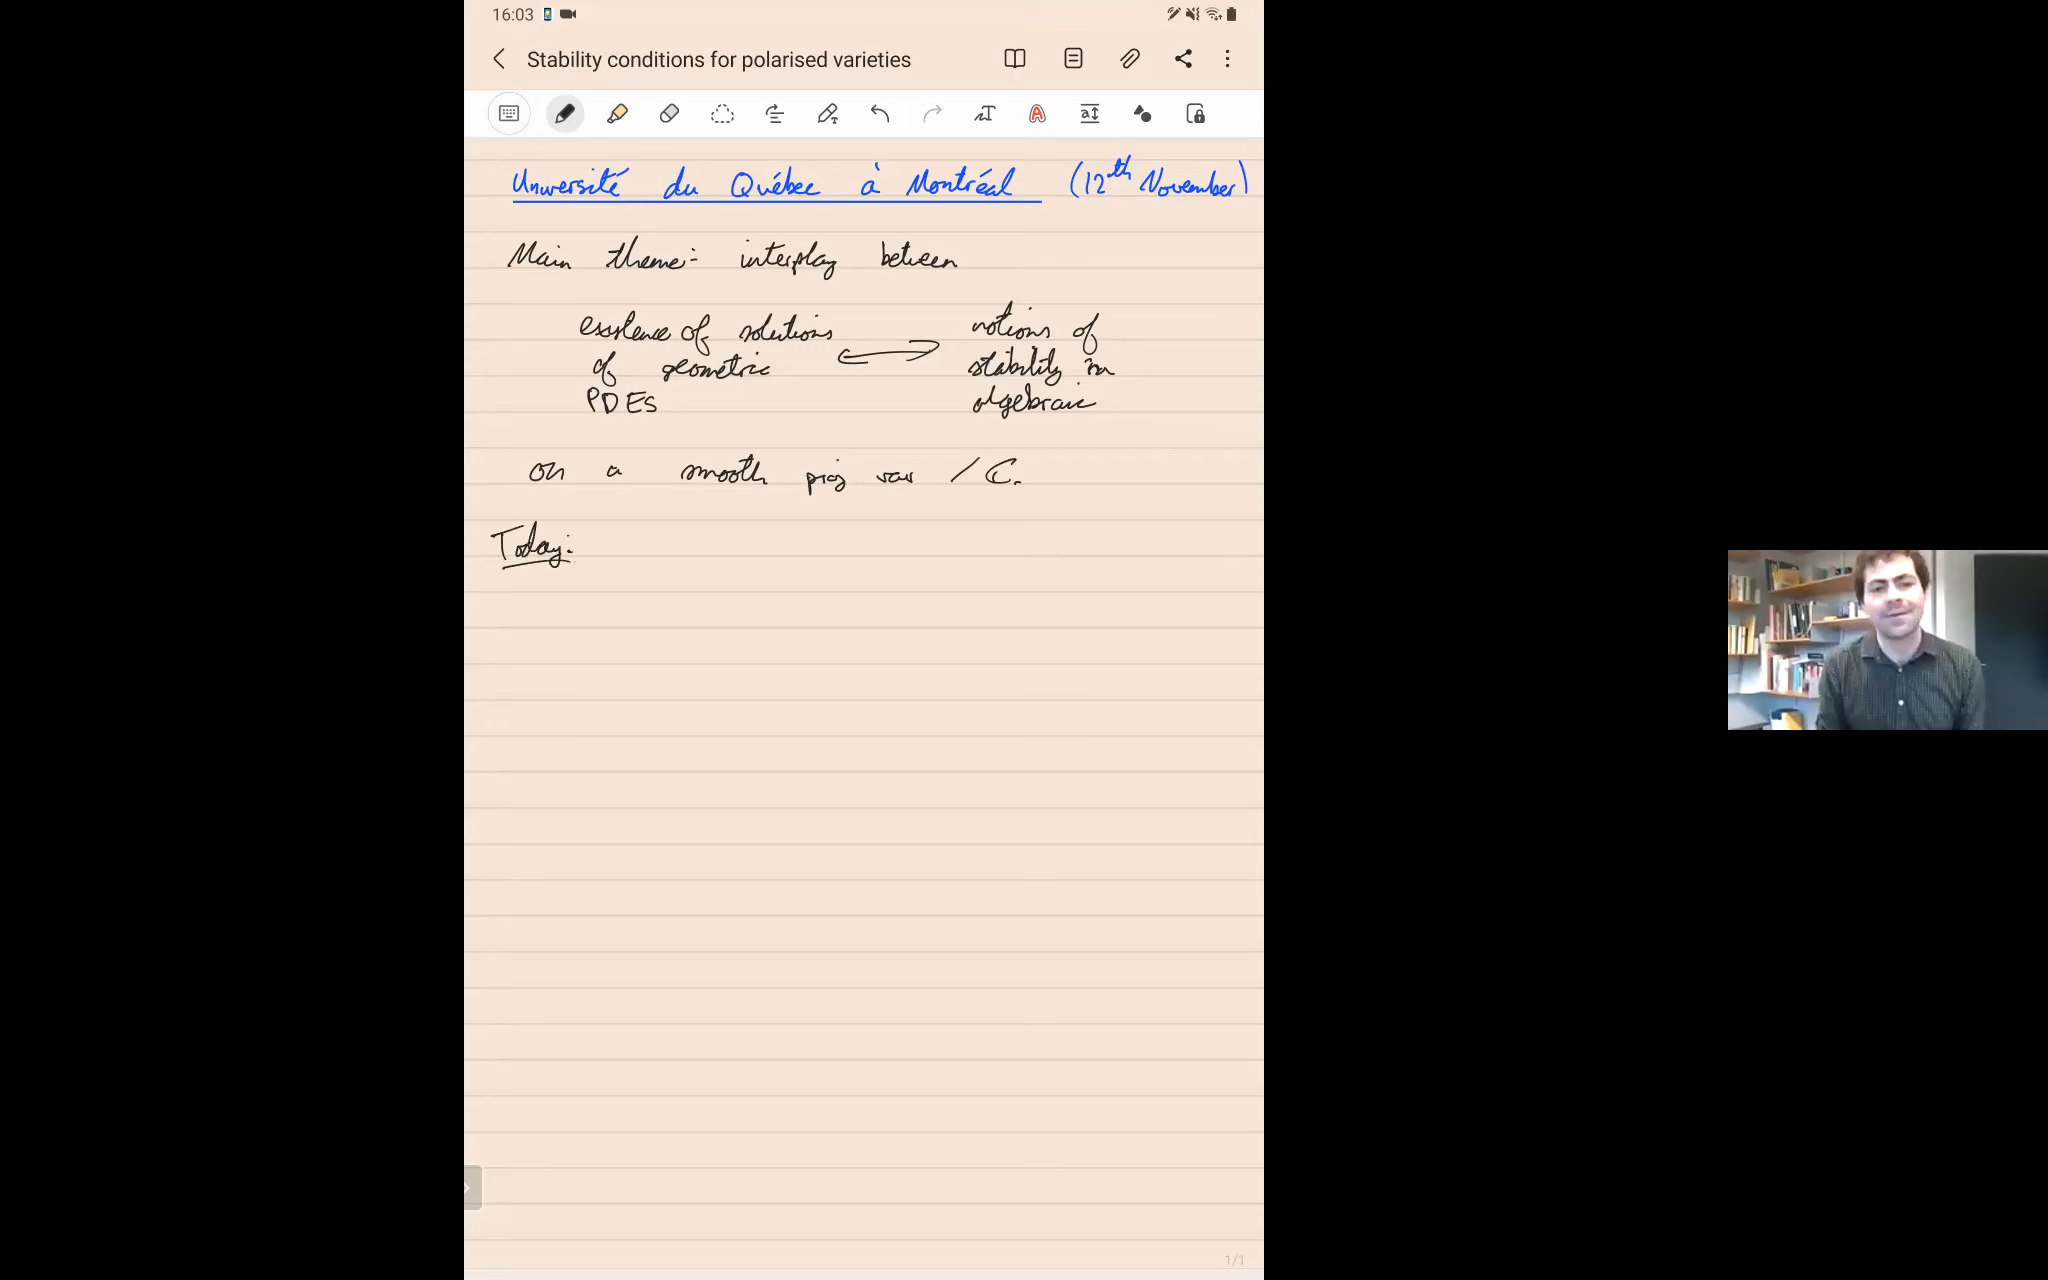 16:03
Stability conditions for polarised varieties
Université du Québec à Montréal (12th November)
Main theme: interplay between
existence of solutions
of geometric
PDEs
notions of
stability in
algebraic
on a smooth proj var / C.
Today:
1/1